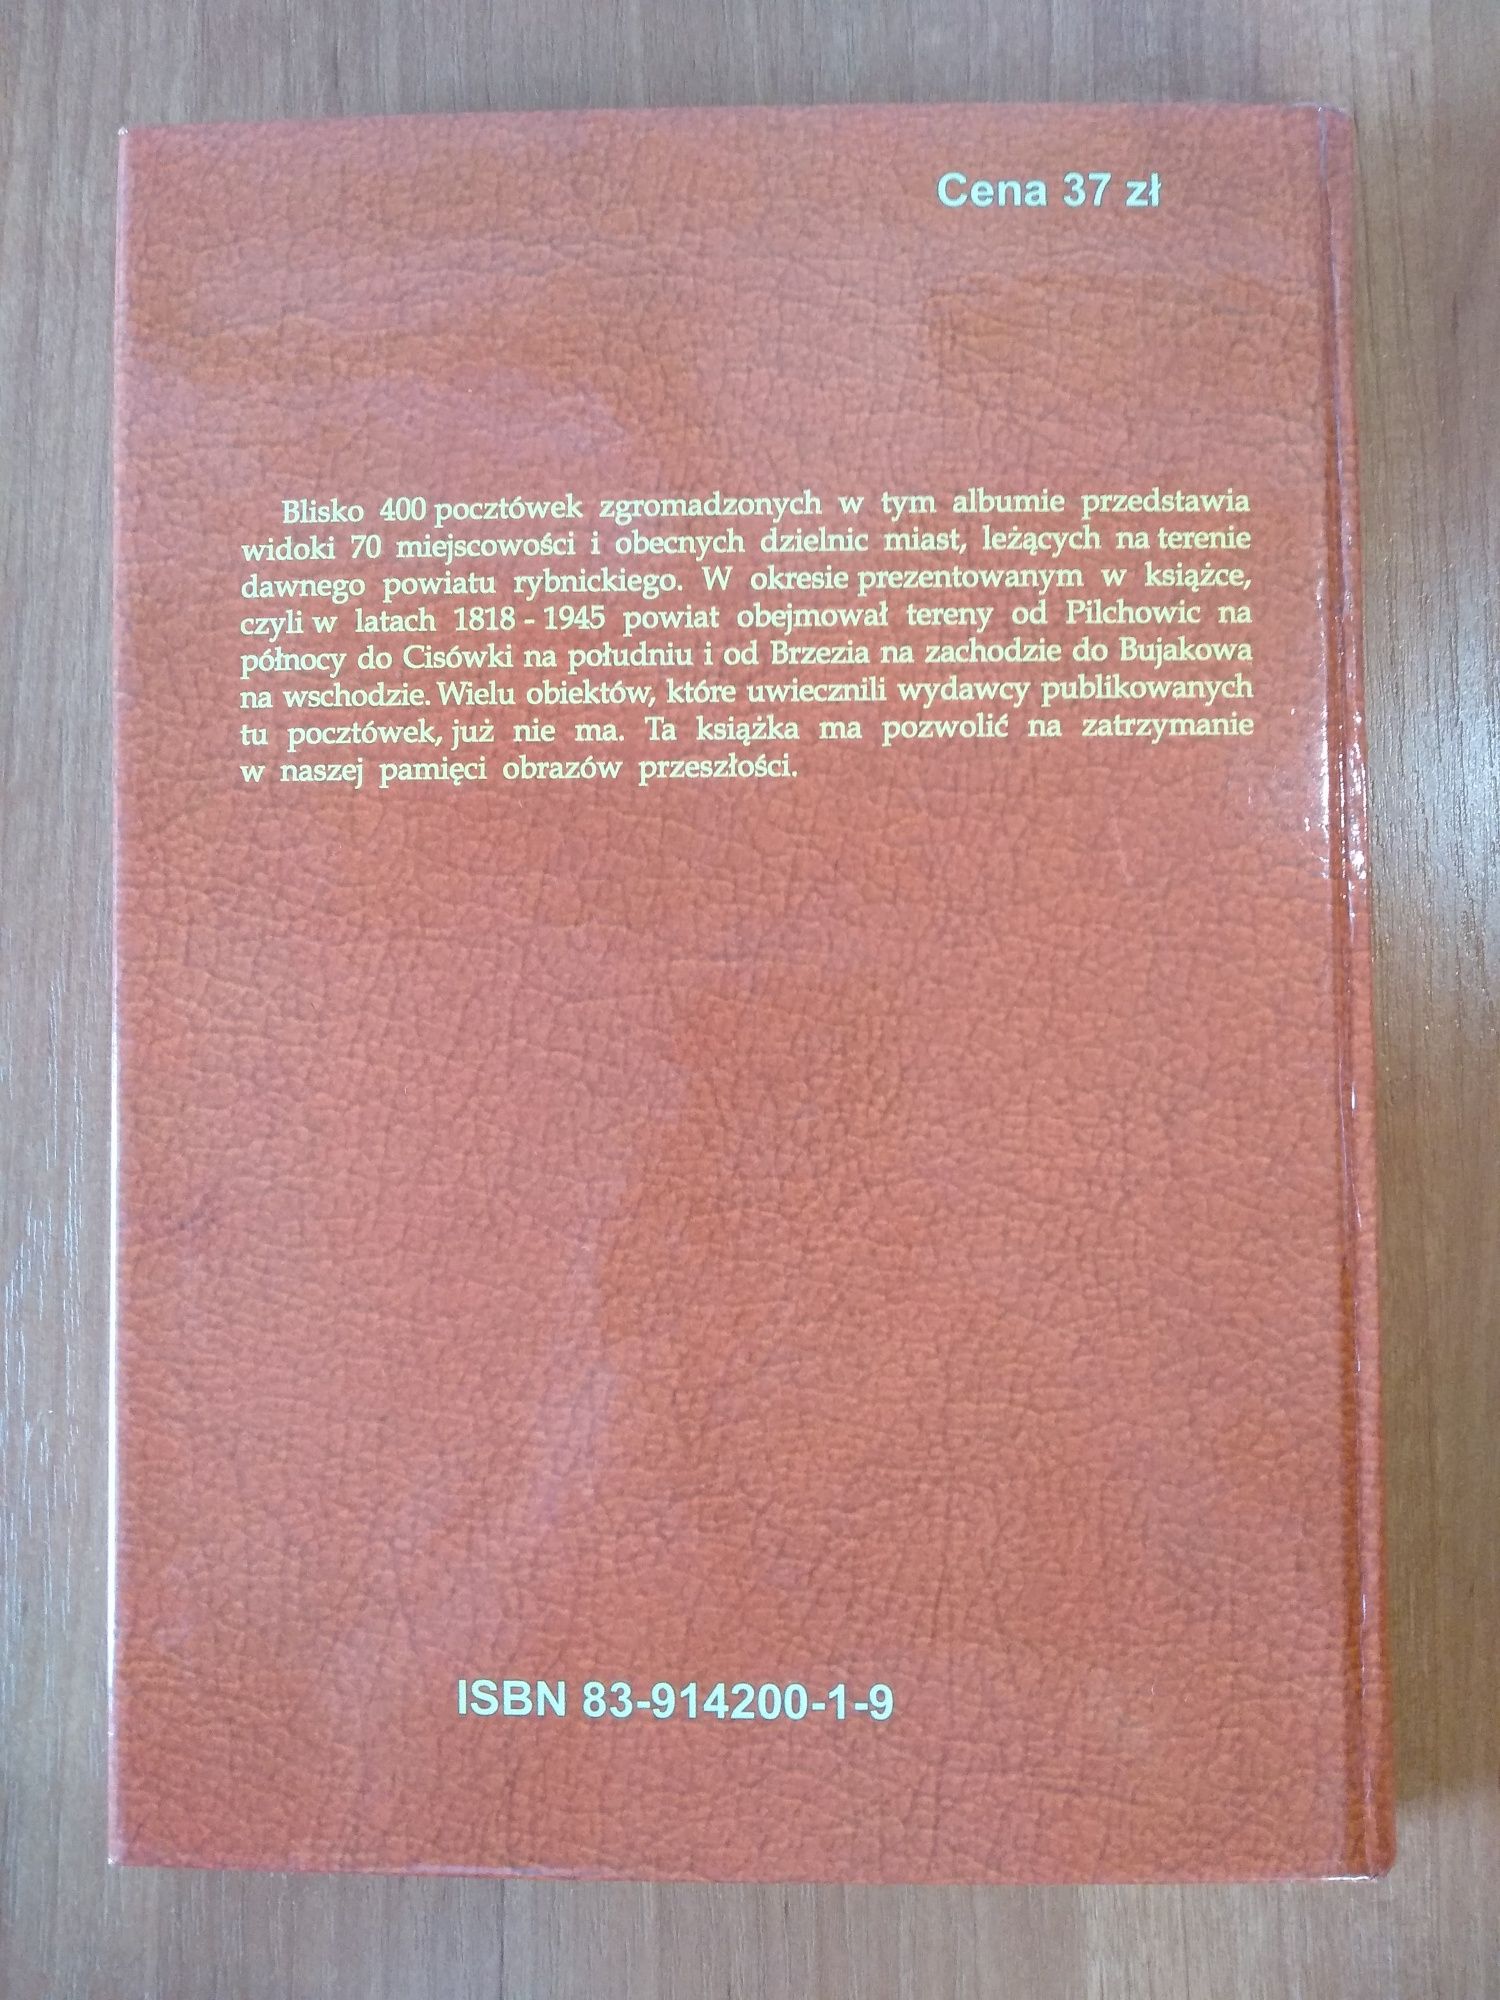 Cena 37 zł
Blisko 400 pocztówek zgromadzonych w tym albumie przedstawia
widoki 70 miejscowości i obecnych dzielnic miast, leżących na terenie
dawnego powiatu rybnickiego. W okresie prezentowanym w książce,
czyli w latach 1818 - 1945 powiat obejmował tereny od Pilchowic na
północy do Cisówki na południu i od Brzezia na zachodzie do Bujakowa
na wschodzie. Wielu obiektów, które uwiecznili wydawcy publikowanych
tu pocztówek, już nie ma. Ta książka ma pozwolić na zatrzymanie
w naszej pamięci obrazów przeszłości.
ISBN 83-914200-1-9